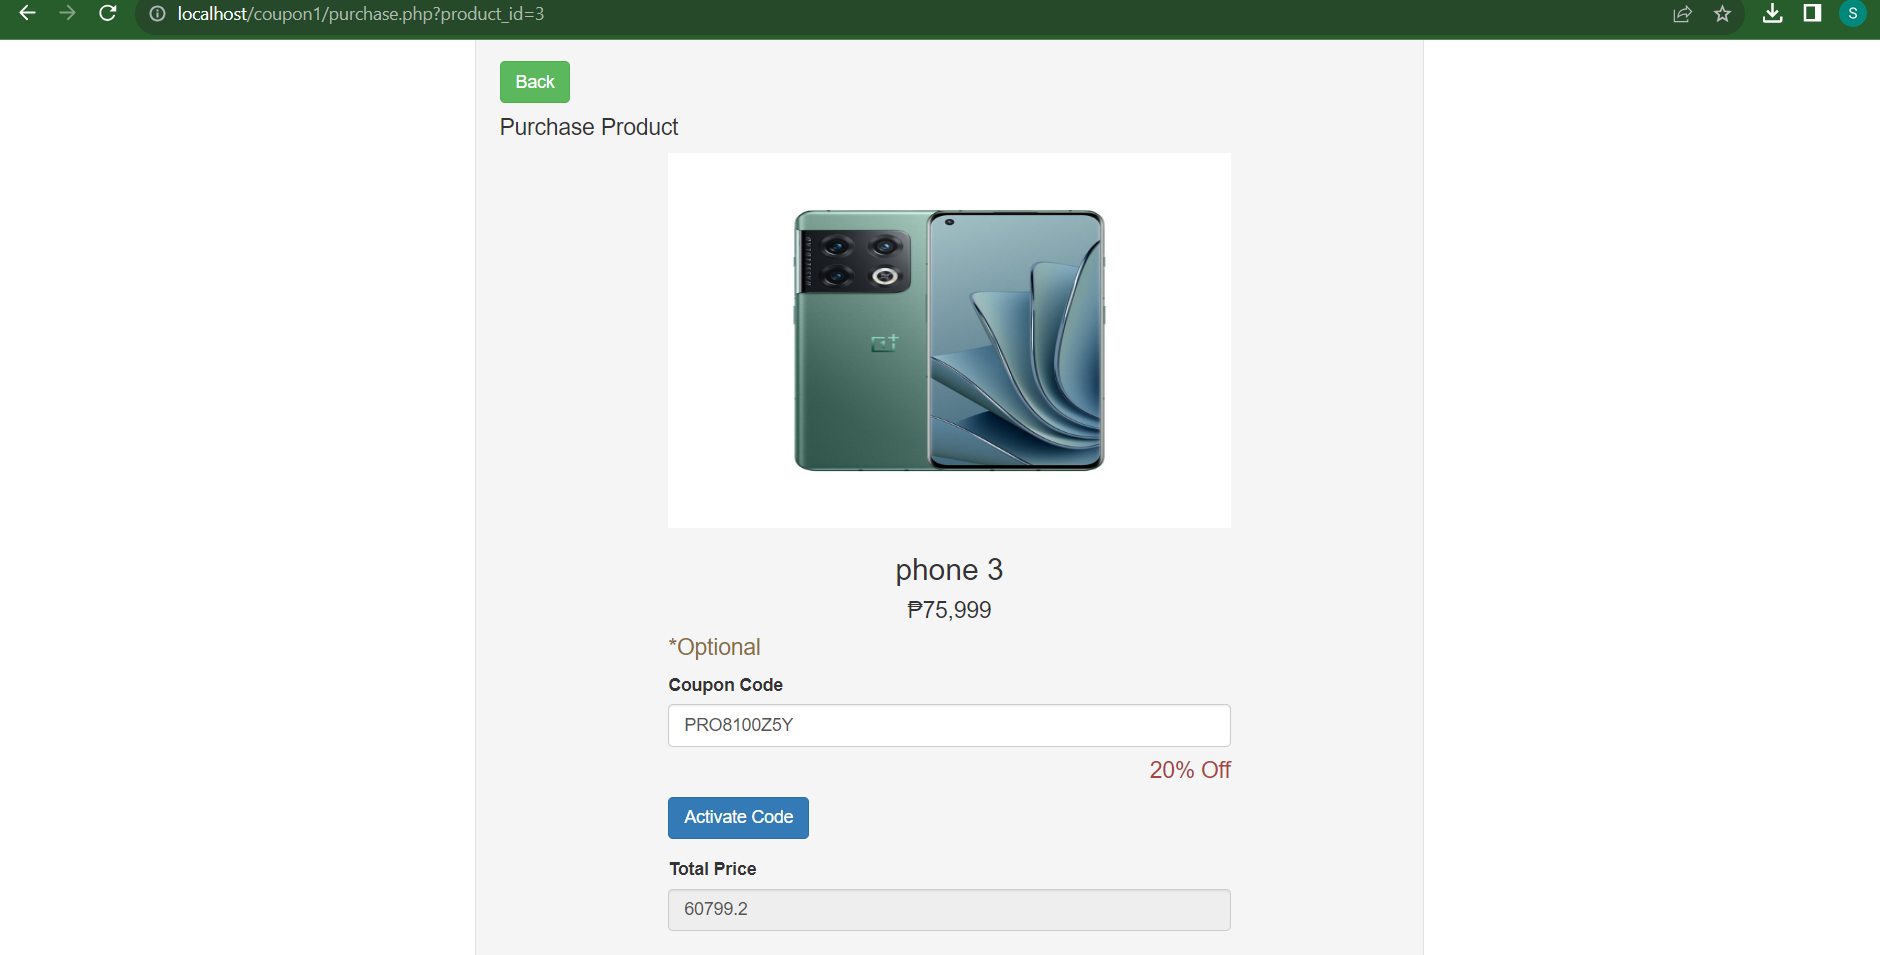 localhost/coupon1/purchase.php?product_id=3
S
Back
Purchase Product
HASSELBLAD
phone 3
₱75,999
*Optional
Coupon Code
PRO8100Z5Y
20% Off
Activate Code
Total Price
60799.2